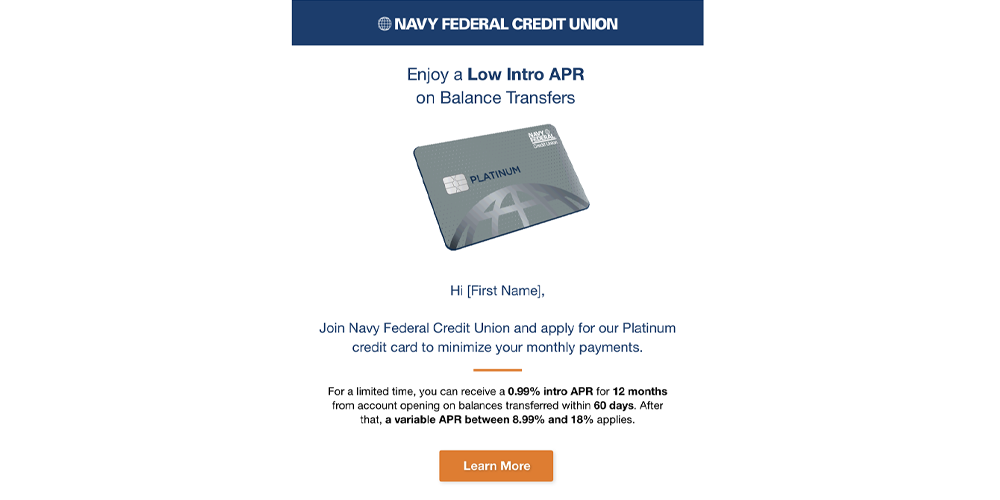 NAVY FEDERAL CREDIT UNION
Enjoy a Low Intro APR
on Balance Transfers
NAVY
FEDERAL
Credit Union
PLATINUM
Hi [First Name],
Join Navy Federal Credit Union and apply for our Platinum
credit card to minimize your monthly payments.
For a limited time, you can receive a 0.99% intro APR for 12 months
from account opening on balances transferred within 60 days. After
that, a variable APR between 8.99% and 18% applies.
Learn More